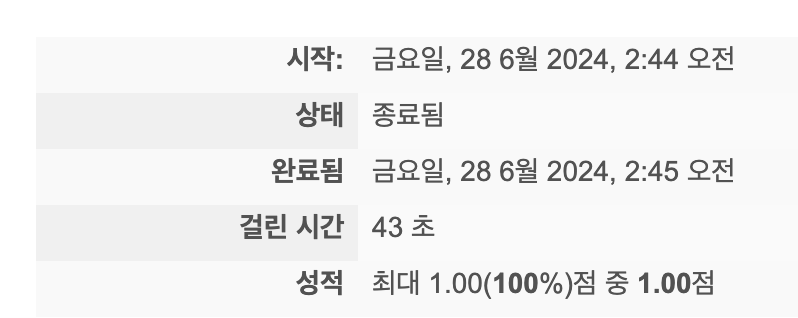 시작: 금요일, 28 6월 2024, 2:44 오전
상태 종료됨
완료됨 금요일, 28 6월 2024, 2:45 오전
걸린 시간 43 초
성적 최대 1.00(100%)점 중 1.00점